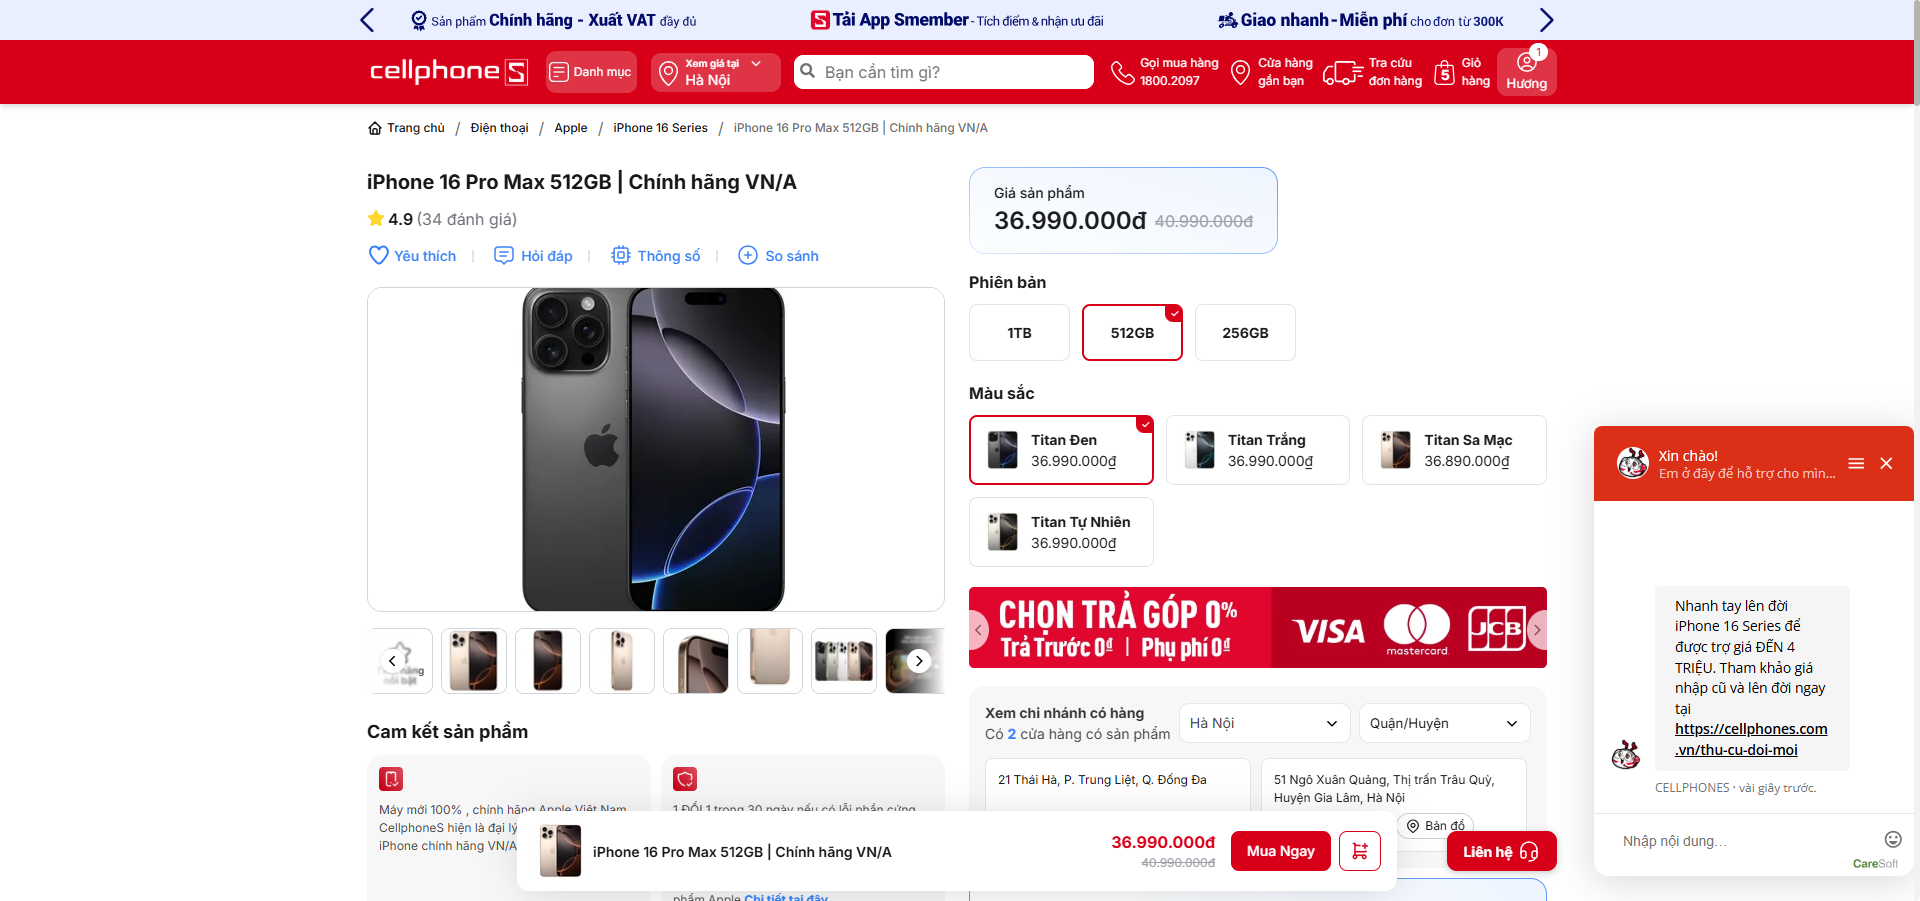 Sản phẩm Chính hãng - Xuất VAT đầy đủ
Tải App Smember - Tích điểm & nhận ưu đãi
Giao nhanh - Miễn phí cho đơn từ 300K
cellphoneS
Danh mục
Xem giá tại
Hà Nội
Bạn cần tìm gì?
Gọi mua hàng
1800.2097
Cửa hàng
gần bạn
Tra cứu
đơn hàng
5
Giỏ
hàng
1
Hương
Trang chủ / Điện thoại / Apple / iPhone 16 Series / iPhone 16 Pro Max 512GB | Chính hãng VN/A
iPhone 16 Pro Max 512GB | Chính hãng VN/A
4.9 (34 đánh giá)
Yêu thích | Hỏi đáp | Thông số | So sánh
Giá sản phẩm
36.990.000đ 40.990.000đ
Phiên bản
1TB
512GB
256GB
Màu sắc
Titan Đen
36.990.000₫
Titan Trắng
36.990.000₫
Titan Sa Mạc
36.890.000₫
Titan Tự Nhiên
36.990.000₫
CHỌN TRẢ GÓP 0%
Trả Trước 0đ | Phụ phí 0đ
VISA
mastercard
JCB
Xem chi nhánh có hàng
Có 2 cửa hàng có sản phẩm
Hà Nội
Quận/Huyện
21 Thái Hà, P. Trung Liệt, Q. Đống Đa
51 Ngô Xuân Quảng, Thị trấn Trâu Quỳ,
Huyện Gia Lâm, Hà Nội
Bản đồ
Cam kết sản phẩm
Máy mới 100% , chính hãng Apple Việt Nam.
CellphoneS hiện là đại lý
iPhone chính hãng VN/A
1 ĐỔI 1 trong 30 ngày nếu có lỗi phần cứng
phẩm Apple Chi tiết tại đây
iPhone 16 Pro Max 512GB | Chính hãng VN/A
36.990.000đ
40.990.000đ
Mua Ngay
Liên hệ
Xin chào!
Em ở đây để hỗ trợ cho mìn...
Nhanh tay lên đời
iPhone 16 Series để
được trợ giá ĐẾN 4
TRIỆU. Tham khảo giá
nhập cũ và lên đời ngay
tại
https://cellphones.com
.vn/thu-cu-doi-moi
CELLPHONES · vài giây trước.
Nhập nội dung...
CareSoft